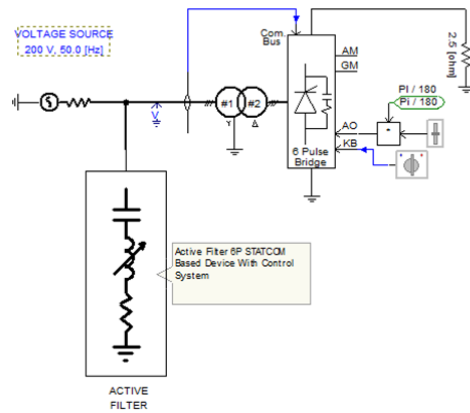 VOLTAGE SOURCE
200 V, 50.0 [Hz]
Com.
Bus
AM
GM
2.5 [ohm]
PI / 180
Pi / 180
#1
#2
V
Y
Δ
AO
KB
*
6 Pulse
Bridge
Active Filter 6P STATCOM
Based Device With Control
System
ACTIVE
FILTER